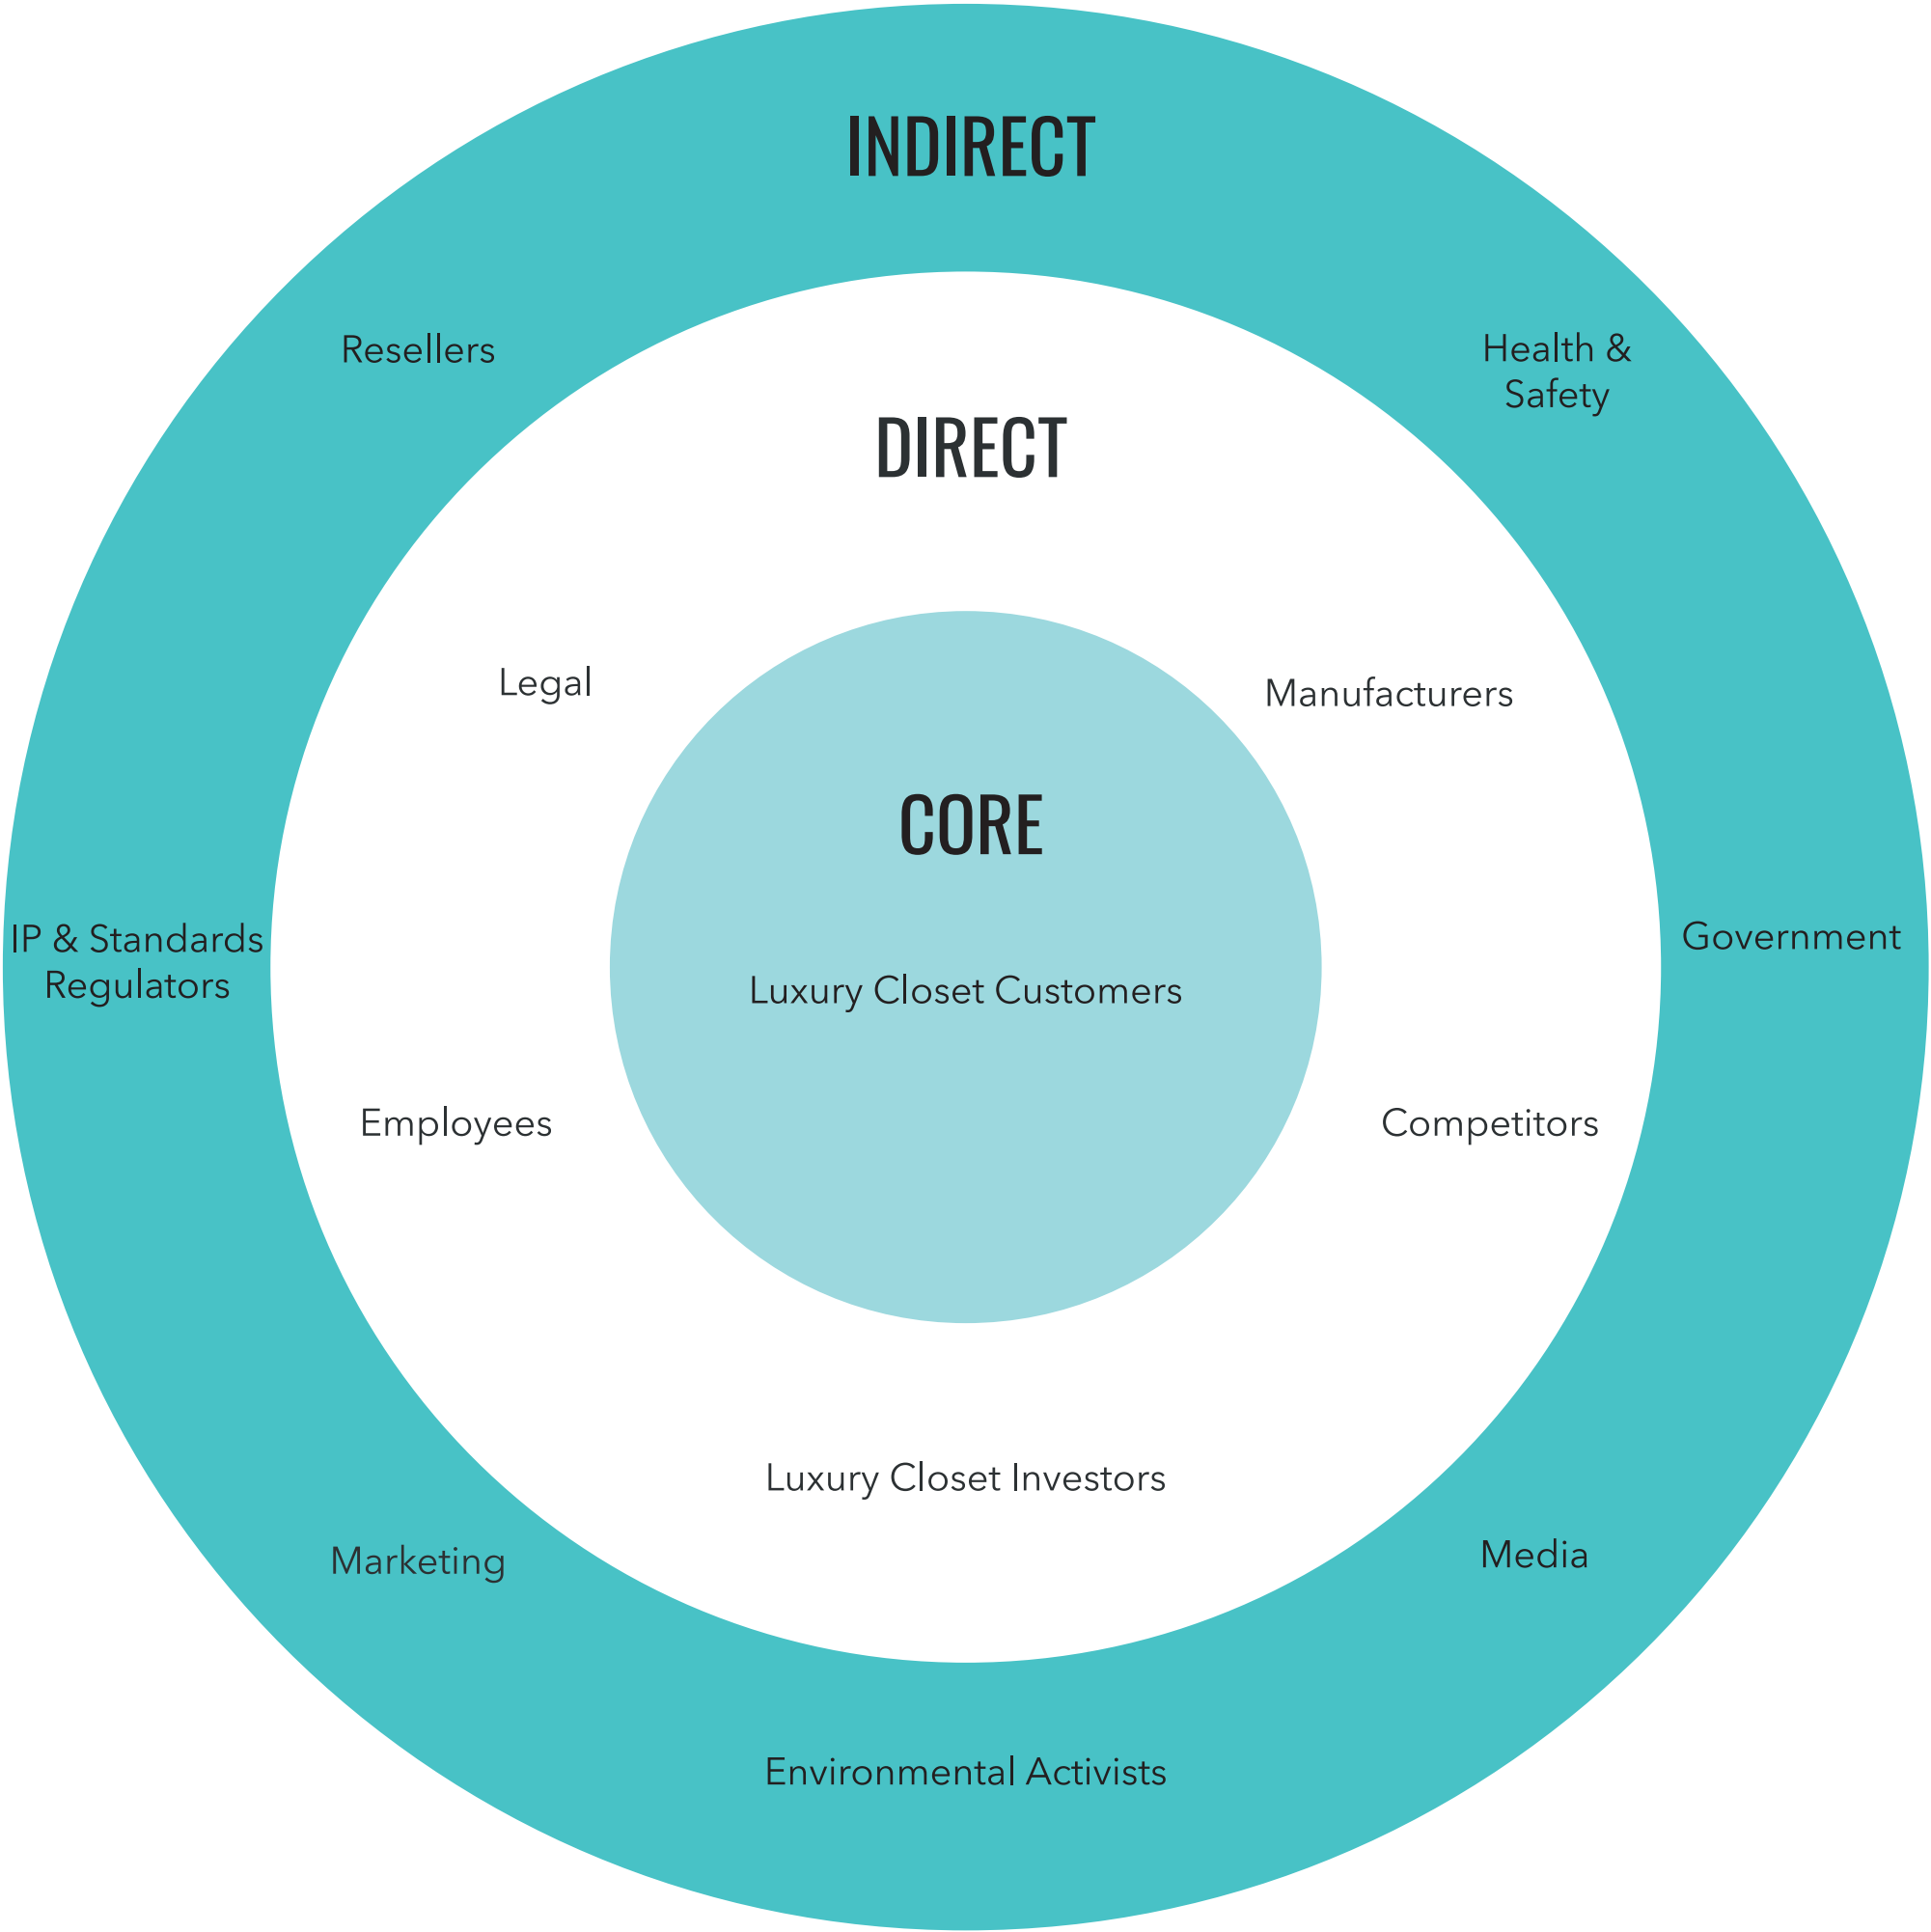 INDIRECT
Resellers
Health &
Safety
DIRECT
Legal
Manufacturers
CORE
IP & Standards
Regulators
Government
Luxury Closet Customers
Employees
Competitors
Luxury Closet Investors
Marketing
Media
Environmental Activists